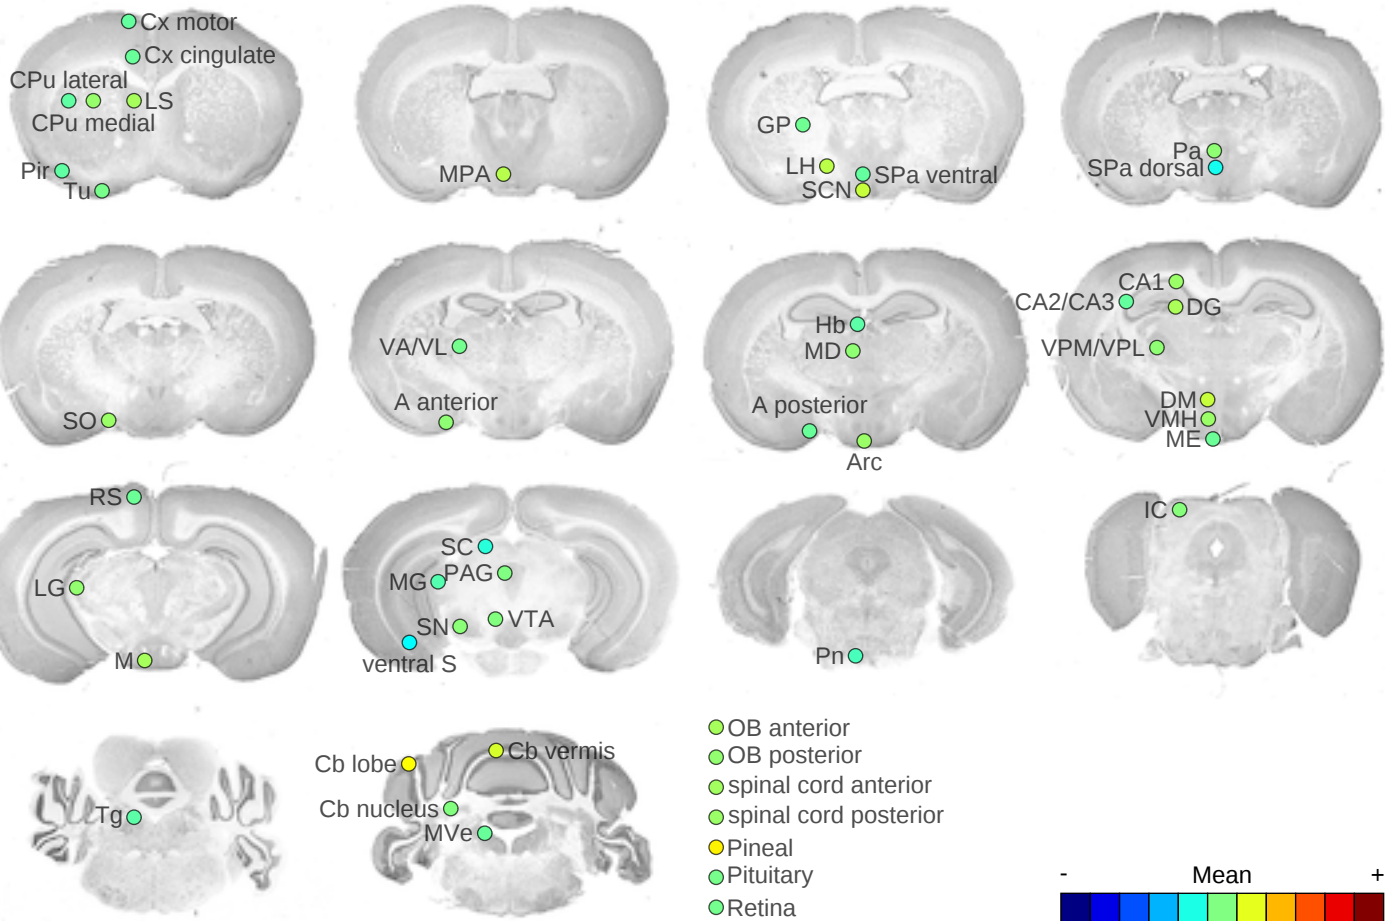 Cx motor
Cx cingulate
CPu lateral
LS
CPu medial
Pir
Tu
MPA
GP
LH
SPa ventral
SCN
Pa
SPa dorsal
SO
VA/VL
A anterior
Hb
MD
A posterior
Arc
CA1
CA2/CA3
DG
VPM/VPL
DM
VMH
ME
RS
LG
M
SC
MG
PAG
SN
VTA
ventral S
Pn
IC
Tg
Cb lobe
Cb vermis
Cb nucleus
MVe
OB anterior
OB posterior
spinal cord anterior
spinal cord posterior
Pineal
Pituitary
Retina
- Mean +